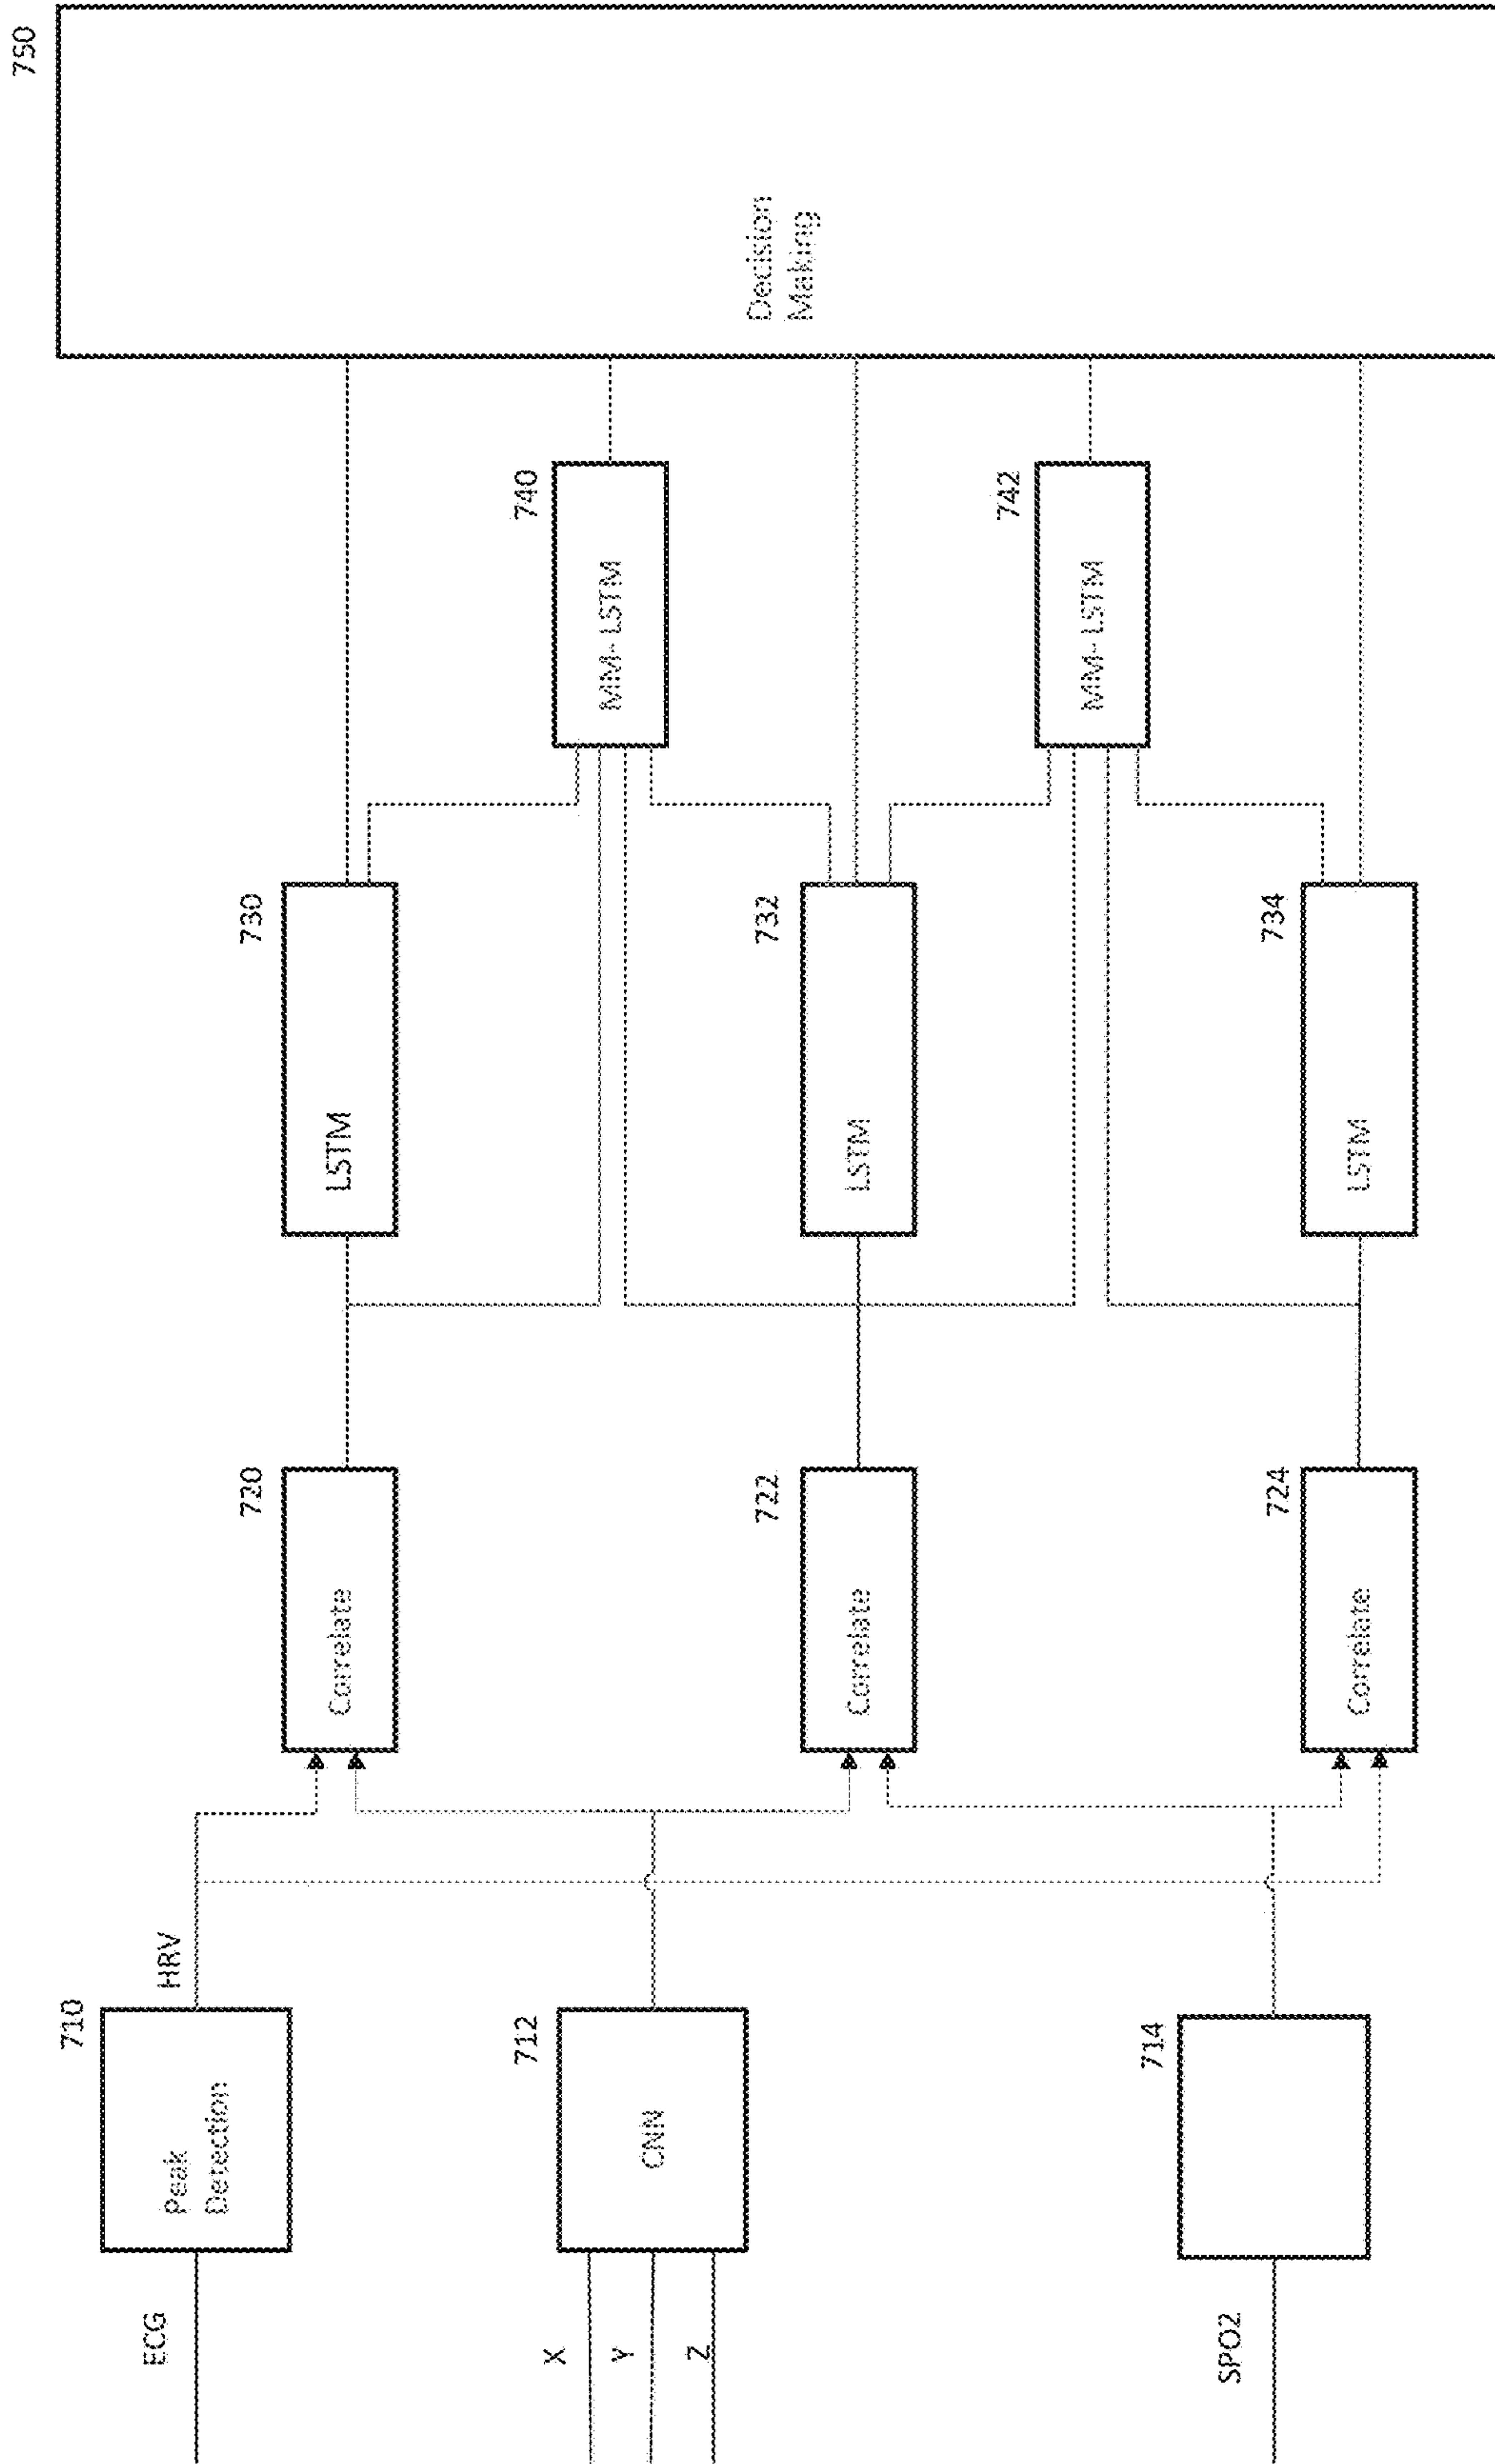 ECG
710
Peak
Detection
HRV
X
Y
Z
712
CNN
SPO2
714
720
Correlate
722
Correlate
724
Correlate
730
LSTM
732
LSTM
734
LSTM
740
MM- LSTM
742
MM- LSTM
750
Decision
Making